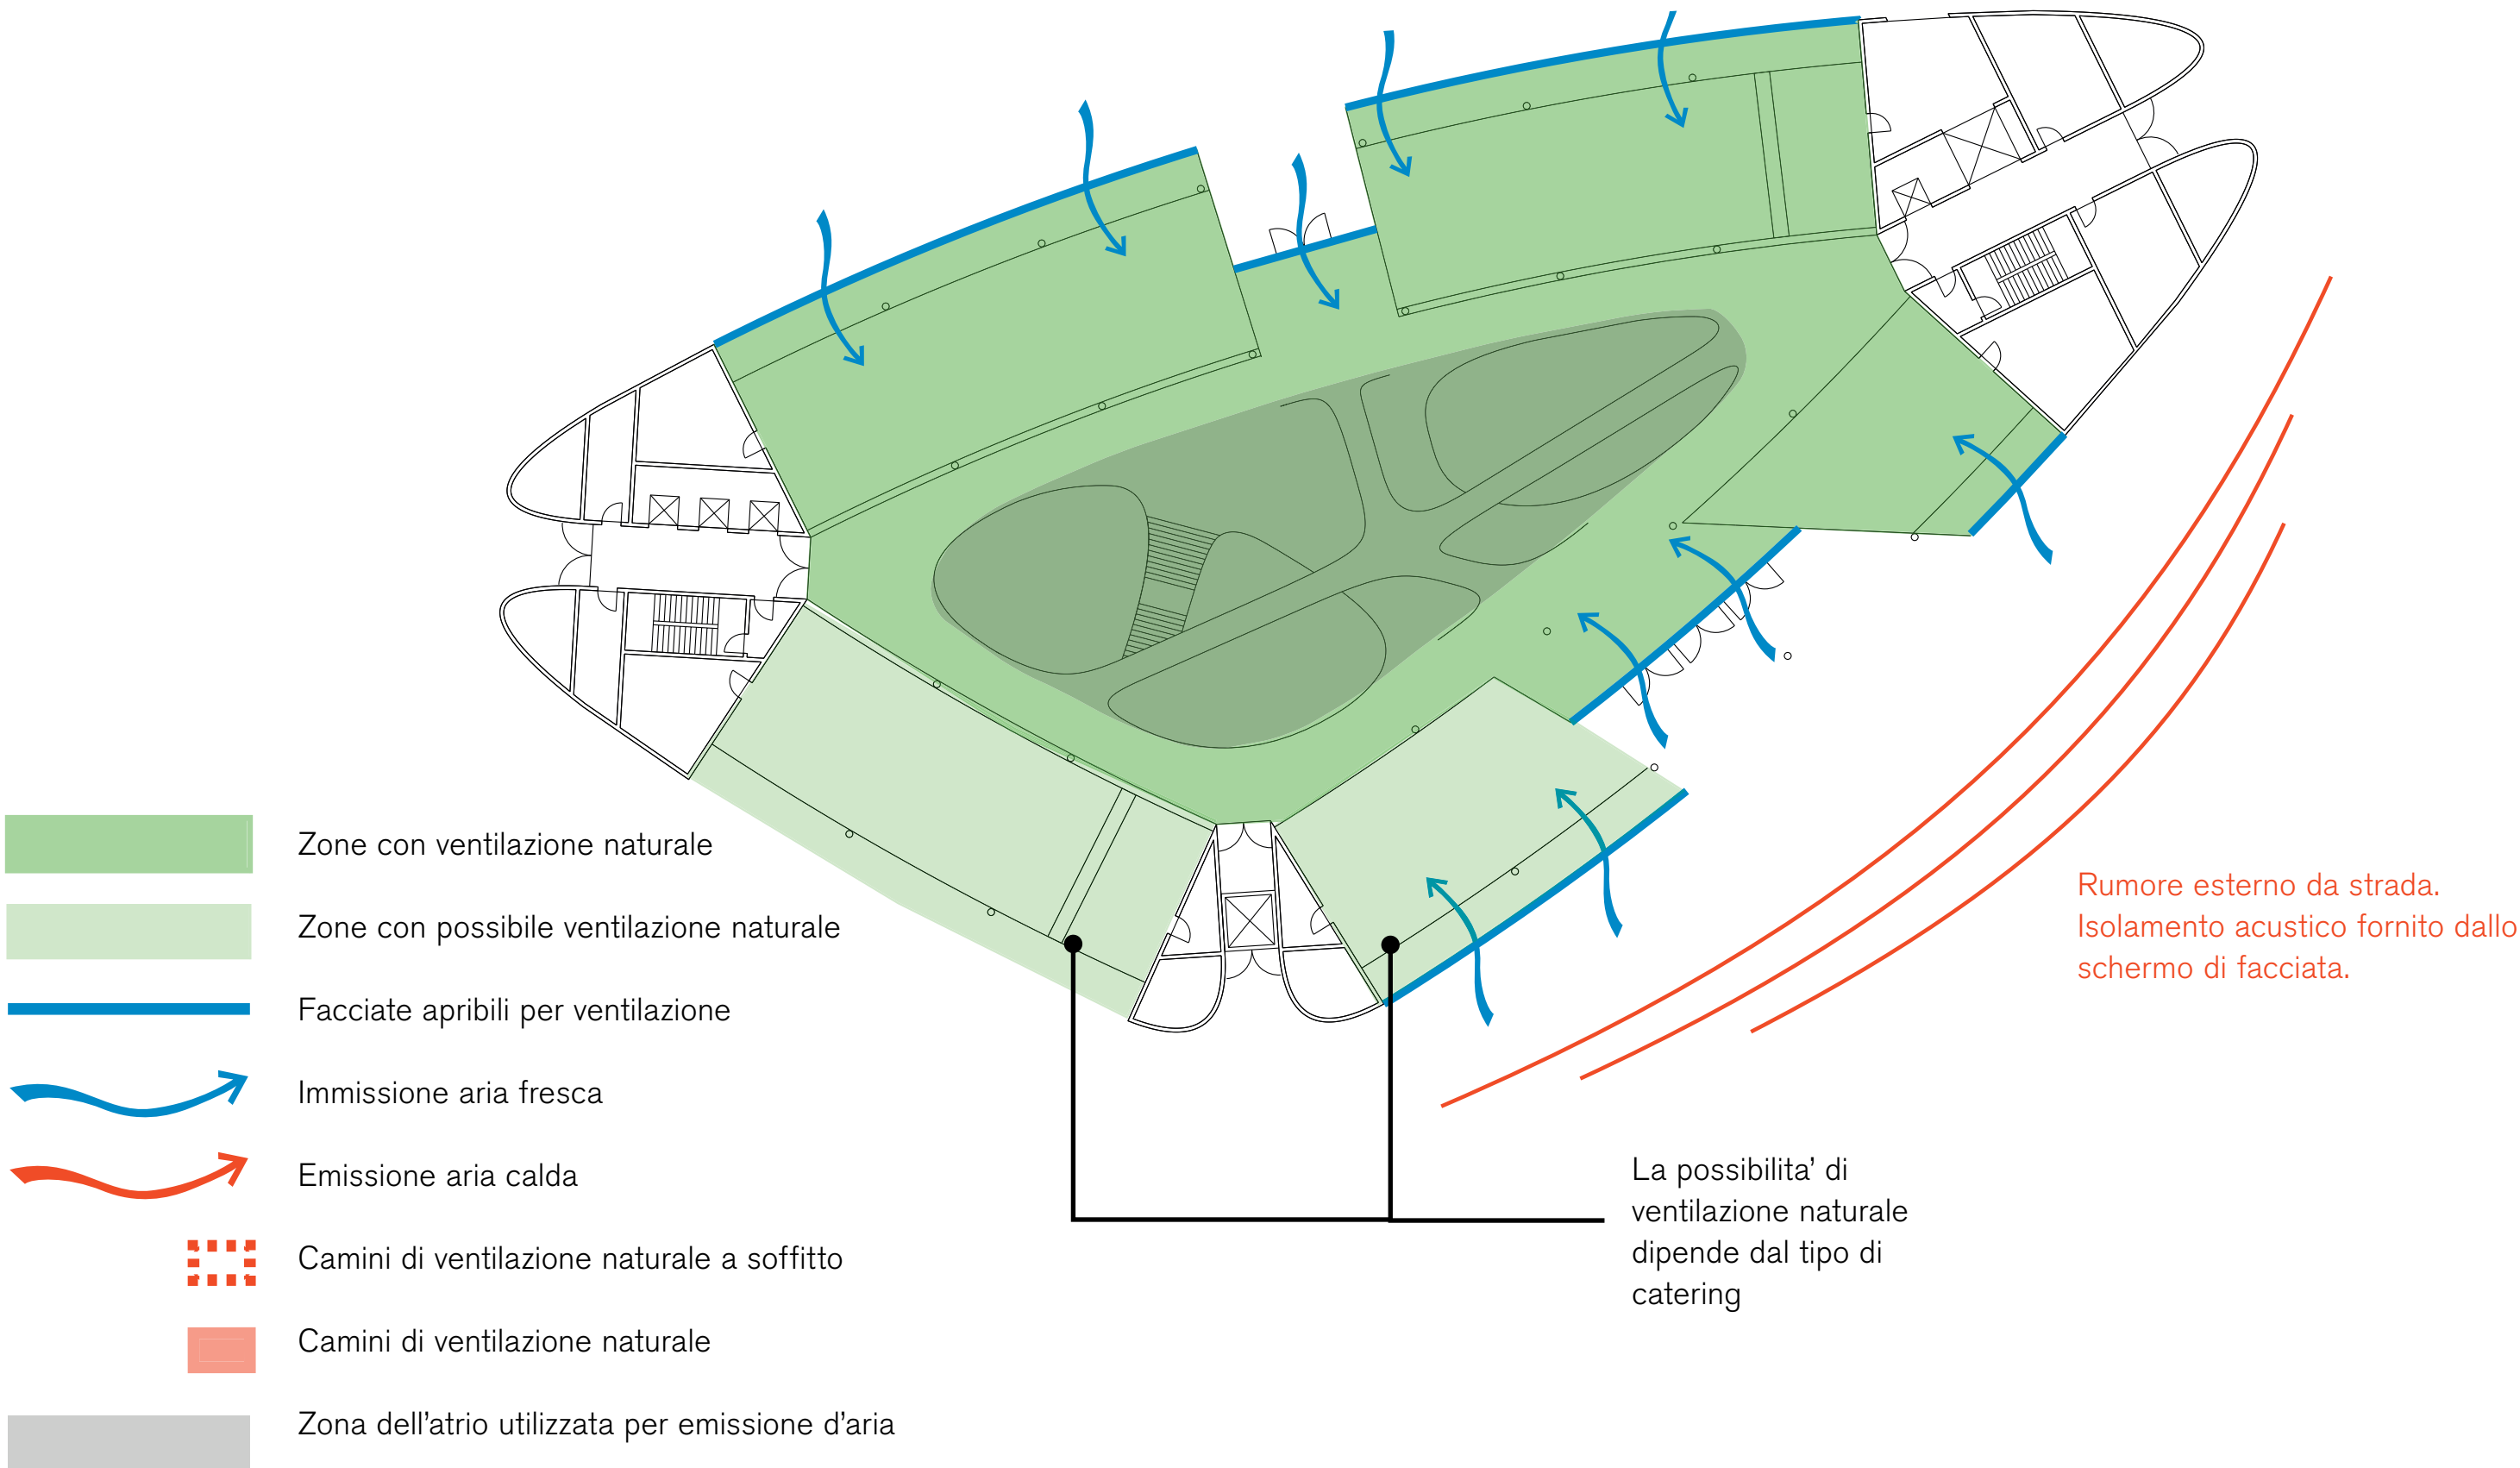 Zone con ventilazione naturale
Zone con possibile ventilazione naturale
Facciate apribili per ventilazione
Immissione aria fresca
Emissione aria calda
Camini di ventilazione naturale a soffitto
Camini di ventilazione naturale
Zona dell’atrio utilizzata per emissione d’aria
Rumore esterno da strada.
Isolamento acustico fornito dallo
schermo di facciata.
La possibilita’ di
ventilazione naturale
dipende dal tipo di
catering